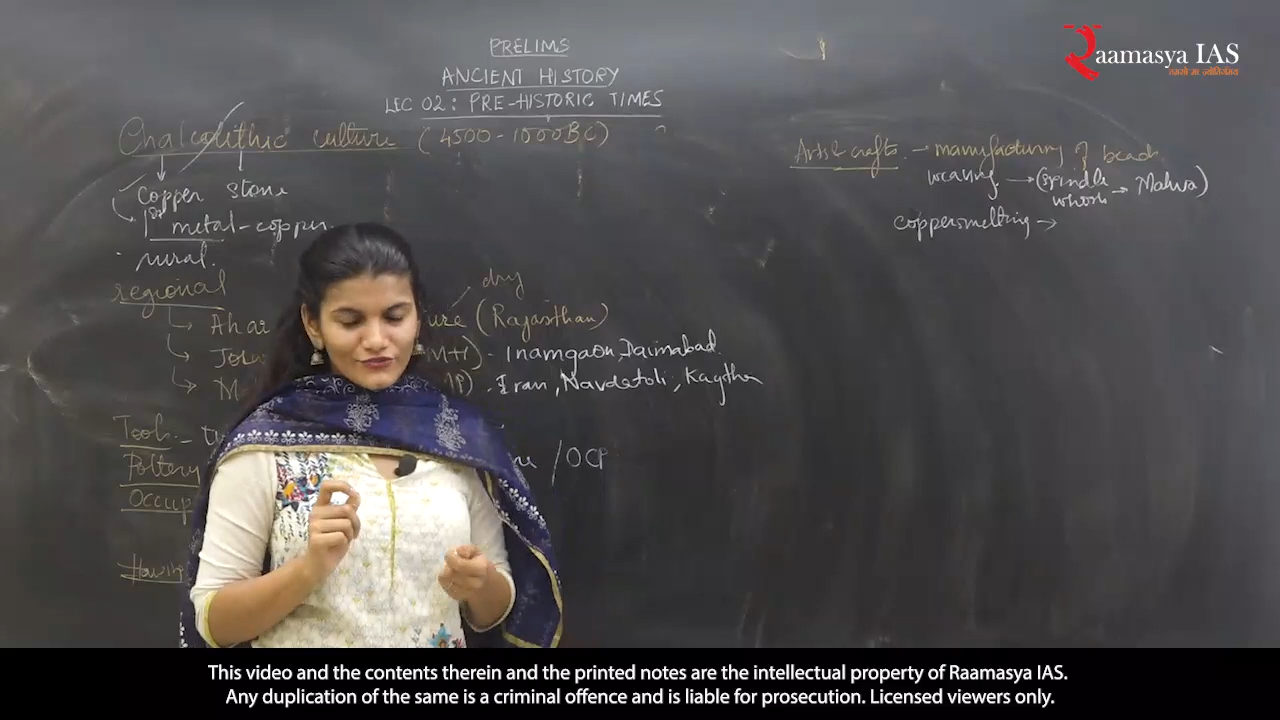 PRELIMS
ANCIENT HISTORY
LEC 02: PRE-HISTORIC TIMES
Chalcolithic culture (4500-1000BC)
Copper stone
1st metal-copper
rural.
regional
dry
Ahar
(Rajasthan)
Inamgaon, Daimabad
Eran, Navdatoli, Kaytha
Tools -
Pottery
/OCP
Occup
Housing
Art & crafts → manufacturing of beads
weaving → (spindle whorls → Malwa)
coppersmelting →
Raamasya IAS
तमसो मा ज्योतिर्गमय
This video and the contents therein and the printed notes are the intellectual property of Raamasya IAS.
Any duplication of the same is a criminal offence and is liable for prosecution. Licensed viewers only.